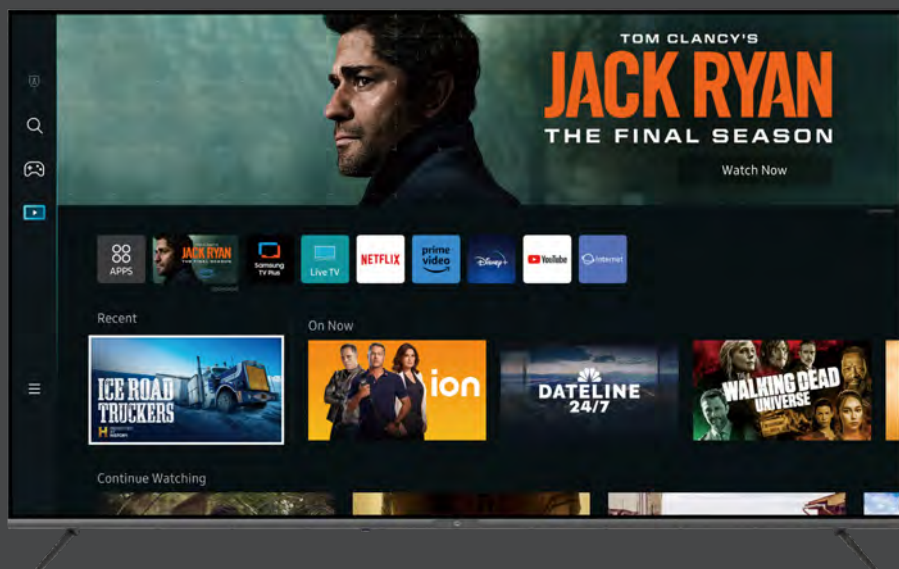 TOM CLANCY'S
JACK RYAN
THE FINAL SEASON
Watch Now
APPS
JACK RYAN
SAMSUNG
TV Plus
Live TV
NETFLIX
prime
video
Disney+
YouTube
Internet
Recent
On Now
ICE ROAD
TRUCKERS
H
HISTORY
ion
DATELINE
24/7
THE
WALKING DEAD
UNIVERSE
Continue Watching